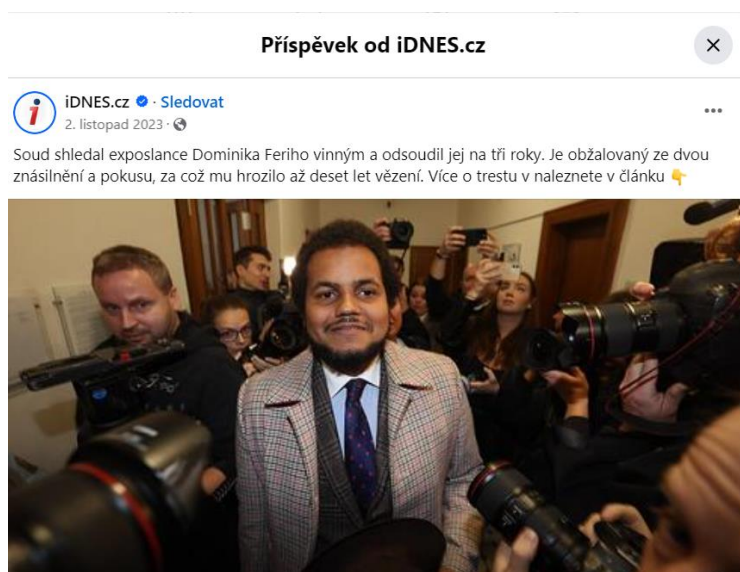 Příspěvek od iDNES.cz
iDNES.cz · Sledovat
2. listopad 2023 ·
Soud shledal exposlance Dominika Feriho vinným a odsoudil jej na tři roky. Je obžalovaný ze dvou
znásilnění a pokusu, za což mu hrozilo až deset let vězení. Více o trestu v naleznete v článku 👇